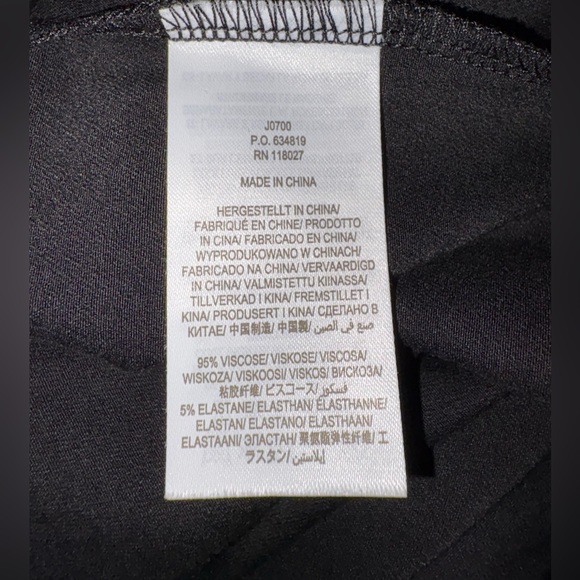 J0700
P.O. 634819
RN 118027
MADE IN CHINA
HERGESTELLT IN CHINA/
FABRIQUÉ EN CHINE/ PRODOTTO
IN CINA/ FABRICADO EN CHINA/
WYPRODUKOWANO W CHINACH/
FABRICADO NA CHINA/ VERVAARDIGD
IN CHINA/ VALMISTETTU KIINASSA/
TILLVERKAD I KINA/ FREMSTILLET I
KINA/ PRODUSERT I KINA/ СДЕЛАНО В
КИТАЕ/ 中国制造/ 中国製/ صنع في الصين
95% VISCOSE/ VISKOSE/ VISCOSA/
WISKOZA/ VISKOOSI/ VISKOS/ ВИСКОЗА/
粘胶纤维/ ビスコース/ فسكوز
5% ELASTANE/ ELASTHAN/ ÉLASTHANNE/
ELASTAN/ ELASTANO/ ELASTHAAN/
ELASTAANI/ ЭЛАСТАН/ 聚氨酯弹性纤维/ エ
ラスタン/ إيلاستين